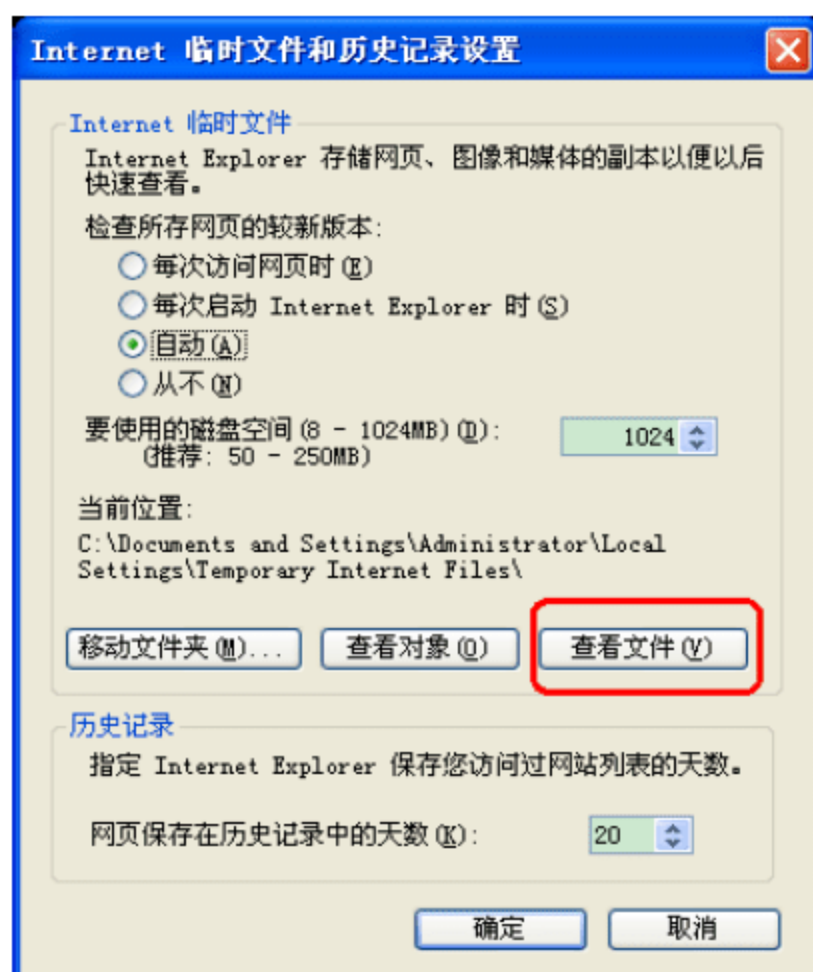 Internet 临时文件和历史记录设置
Internet 临时文件
Internet Explorer 存储网页、图像和媒体的副本以便以后
快速查看。
检查所存网页的较新版本:
每次访问网页时(E)
每次启动 Internet Explorer 时(S)
自动(A)
从不(N)
要使用的磁盘空间(8 - 1024MB)(D): 1024
(推荐: 50 - 250MB)
当前位置:
C:\Documents and Settings\Administrator\Local
Settings\Temporary Internet Files\
移动文件夹(M)... 查看对象(O) 查看文件(V)
历史记录
指定 Internet Explorer 保存您访问过网站列表的天数。
网页保存在历史记录中的天数(K): 20
确定 取消